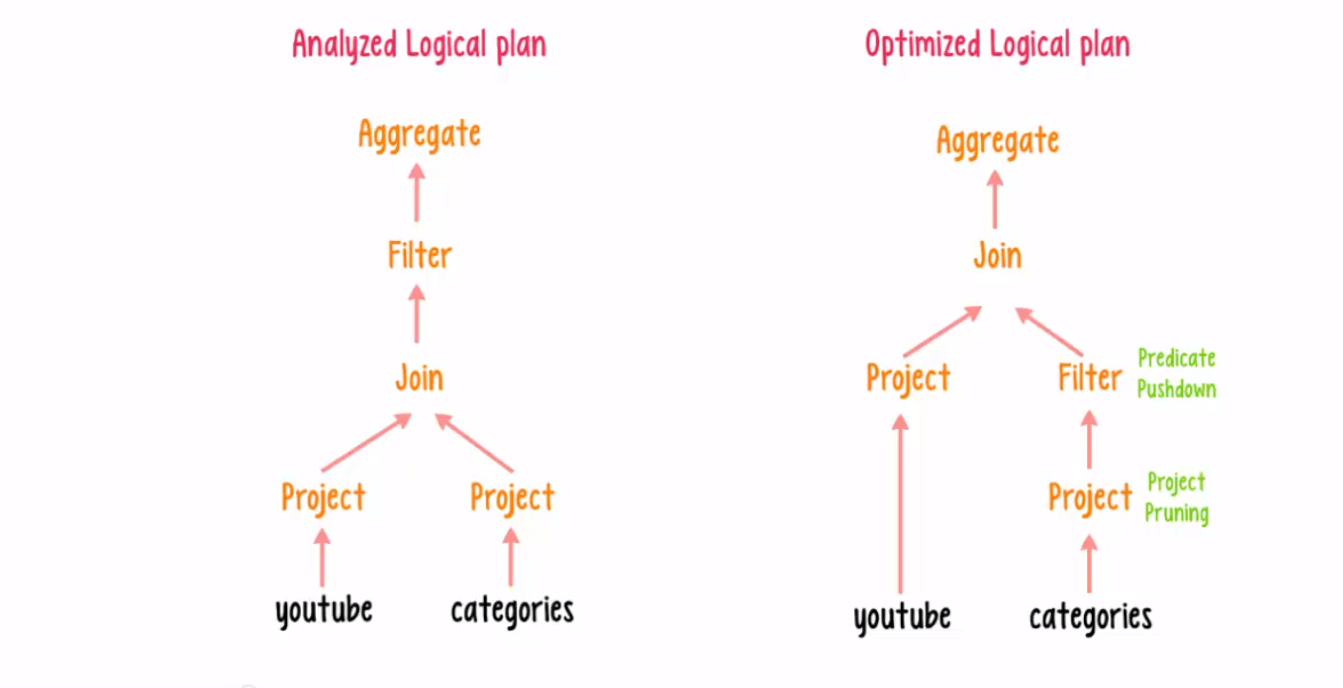 Analyzed Logical plan
Aggregate
Filter
Join
Project Project
youtube categories
Optimized Logical plan
Aggregate
Join
Project Filter
Predicate
Pushdown
Project
Project
Pruning
youtube categories